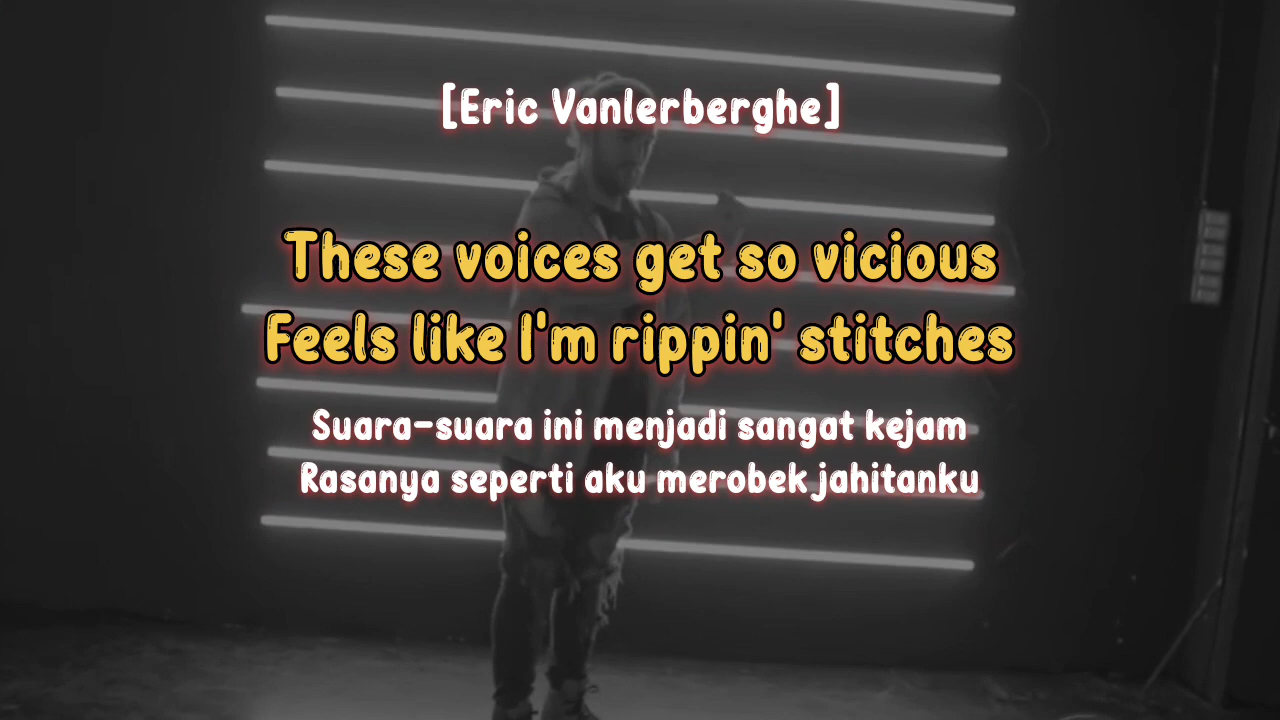 [Eric Vanlerberghe]
These voices get so vicious
Feels like I'm rippin' stitches
Suara-suara ini menjadi sangat kejam
Rasanya seperti aku merobek jahitanku